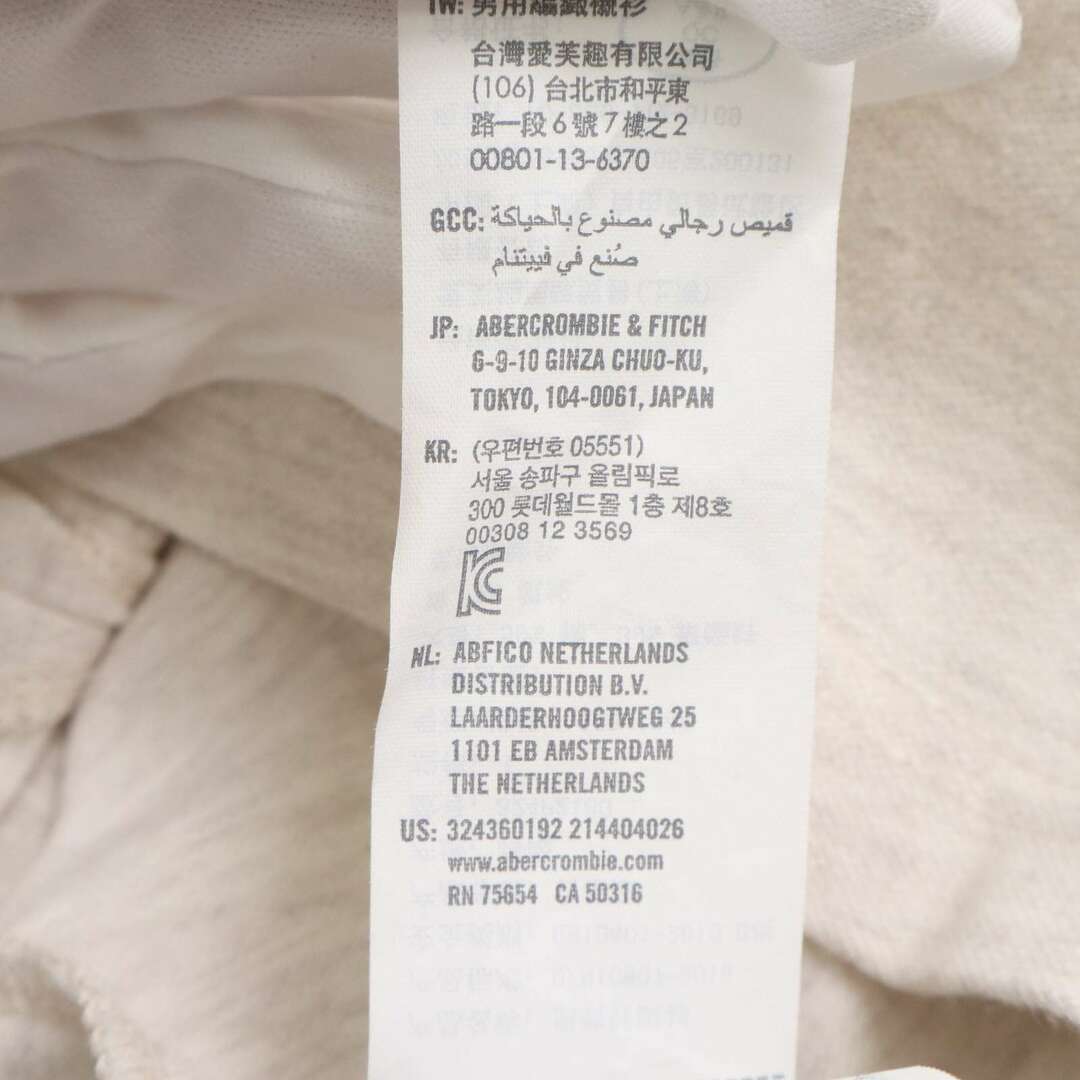 TW: 男用編織襯衫
台灣愛芙趣有限公司
(106) 台北市和平東
路一段6號7樓之2
00801-13-6370
GCC: قميص رجالي مصنوع بالحياكة
صُنع في فييتنام
JP: ABERCROMBIE & FITCH
6-9-10 GINZA CHUO-KU,
TOKYO, 104-0061, JAPAN
KR: (우편번호 05551)
서울 송파구 올림픽로
300 롯데월드몰 1층 제8호
00308 12 3569
NL: ABFICO NETHERLANDS
DISTRIBUTION B.V.
LAARDERHOOGTWEG 25
1101 EB AMSTERDAM
THE NETHERLANDS
US: 324360192 214404026
www.abercrombie.com
RN 75654 CA 50316